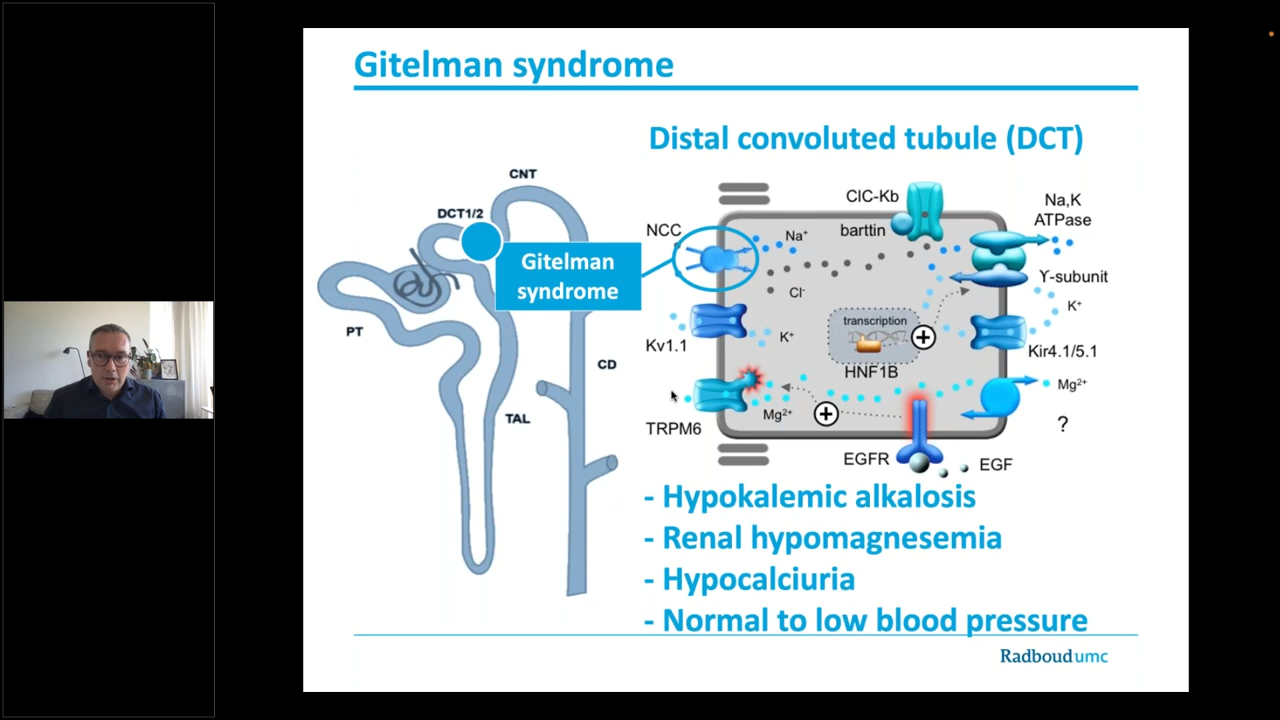 Gitelman syndrome
Distal convoluted tubule (DCT)
CNT
DCT1/2
Gitelman
syndrome
PT
TAL
CD
NCC
Na⁺
Cl⁻
ClC-Kb
barttin
Na,K
ATPase
ϒ-subunit
K⁺
Kv1.1
K⁺
transcription
HNF1B
Kir4.1/5.1
Mg²⁺
?
TRPM6
Mg²⁺
EGFR
EGF
- Hypokalemic alkalosis
- Renal hypomagnesemia
- Hypocalciuria
- Normal to low blood pressure
Radboudumc